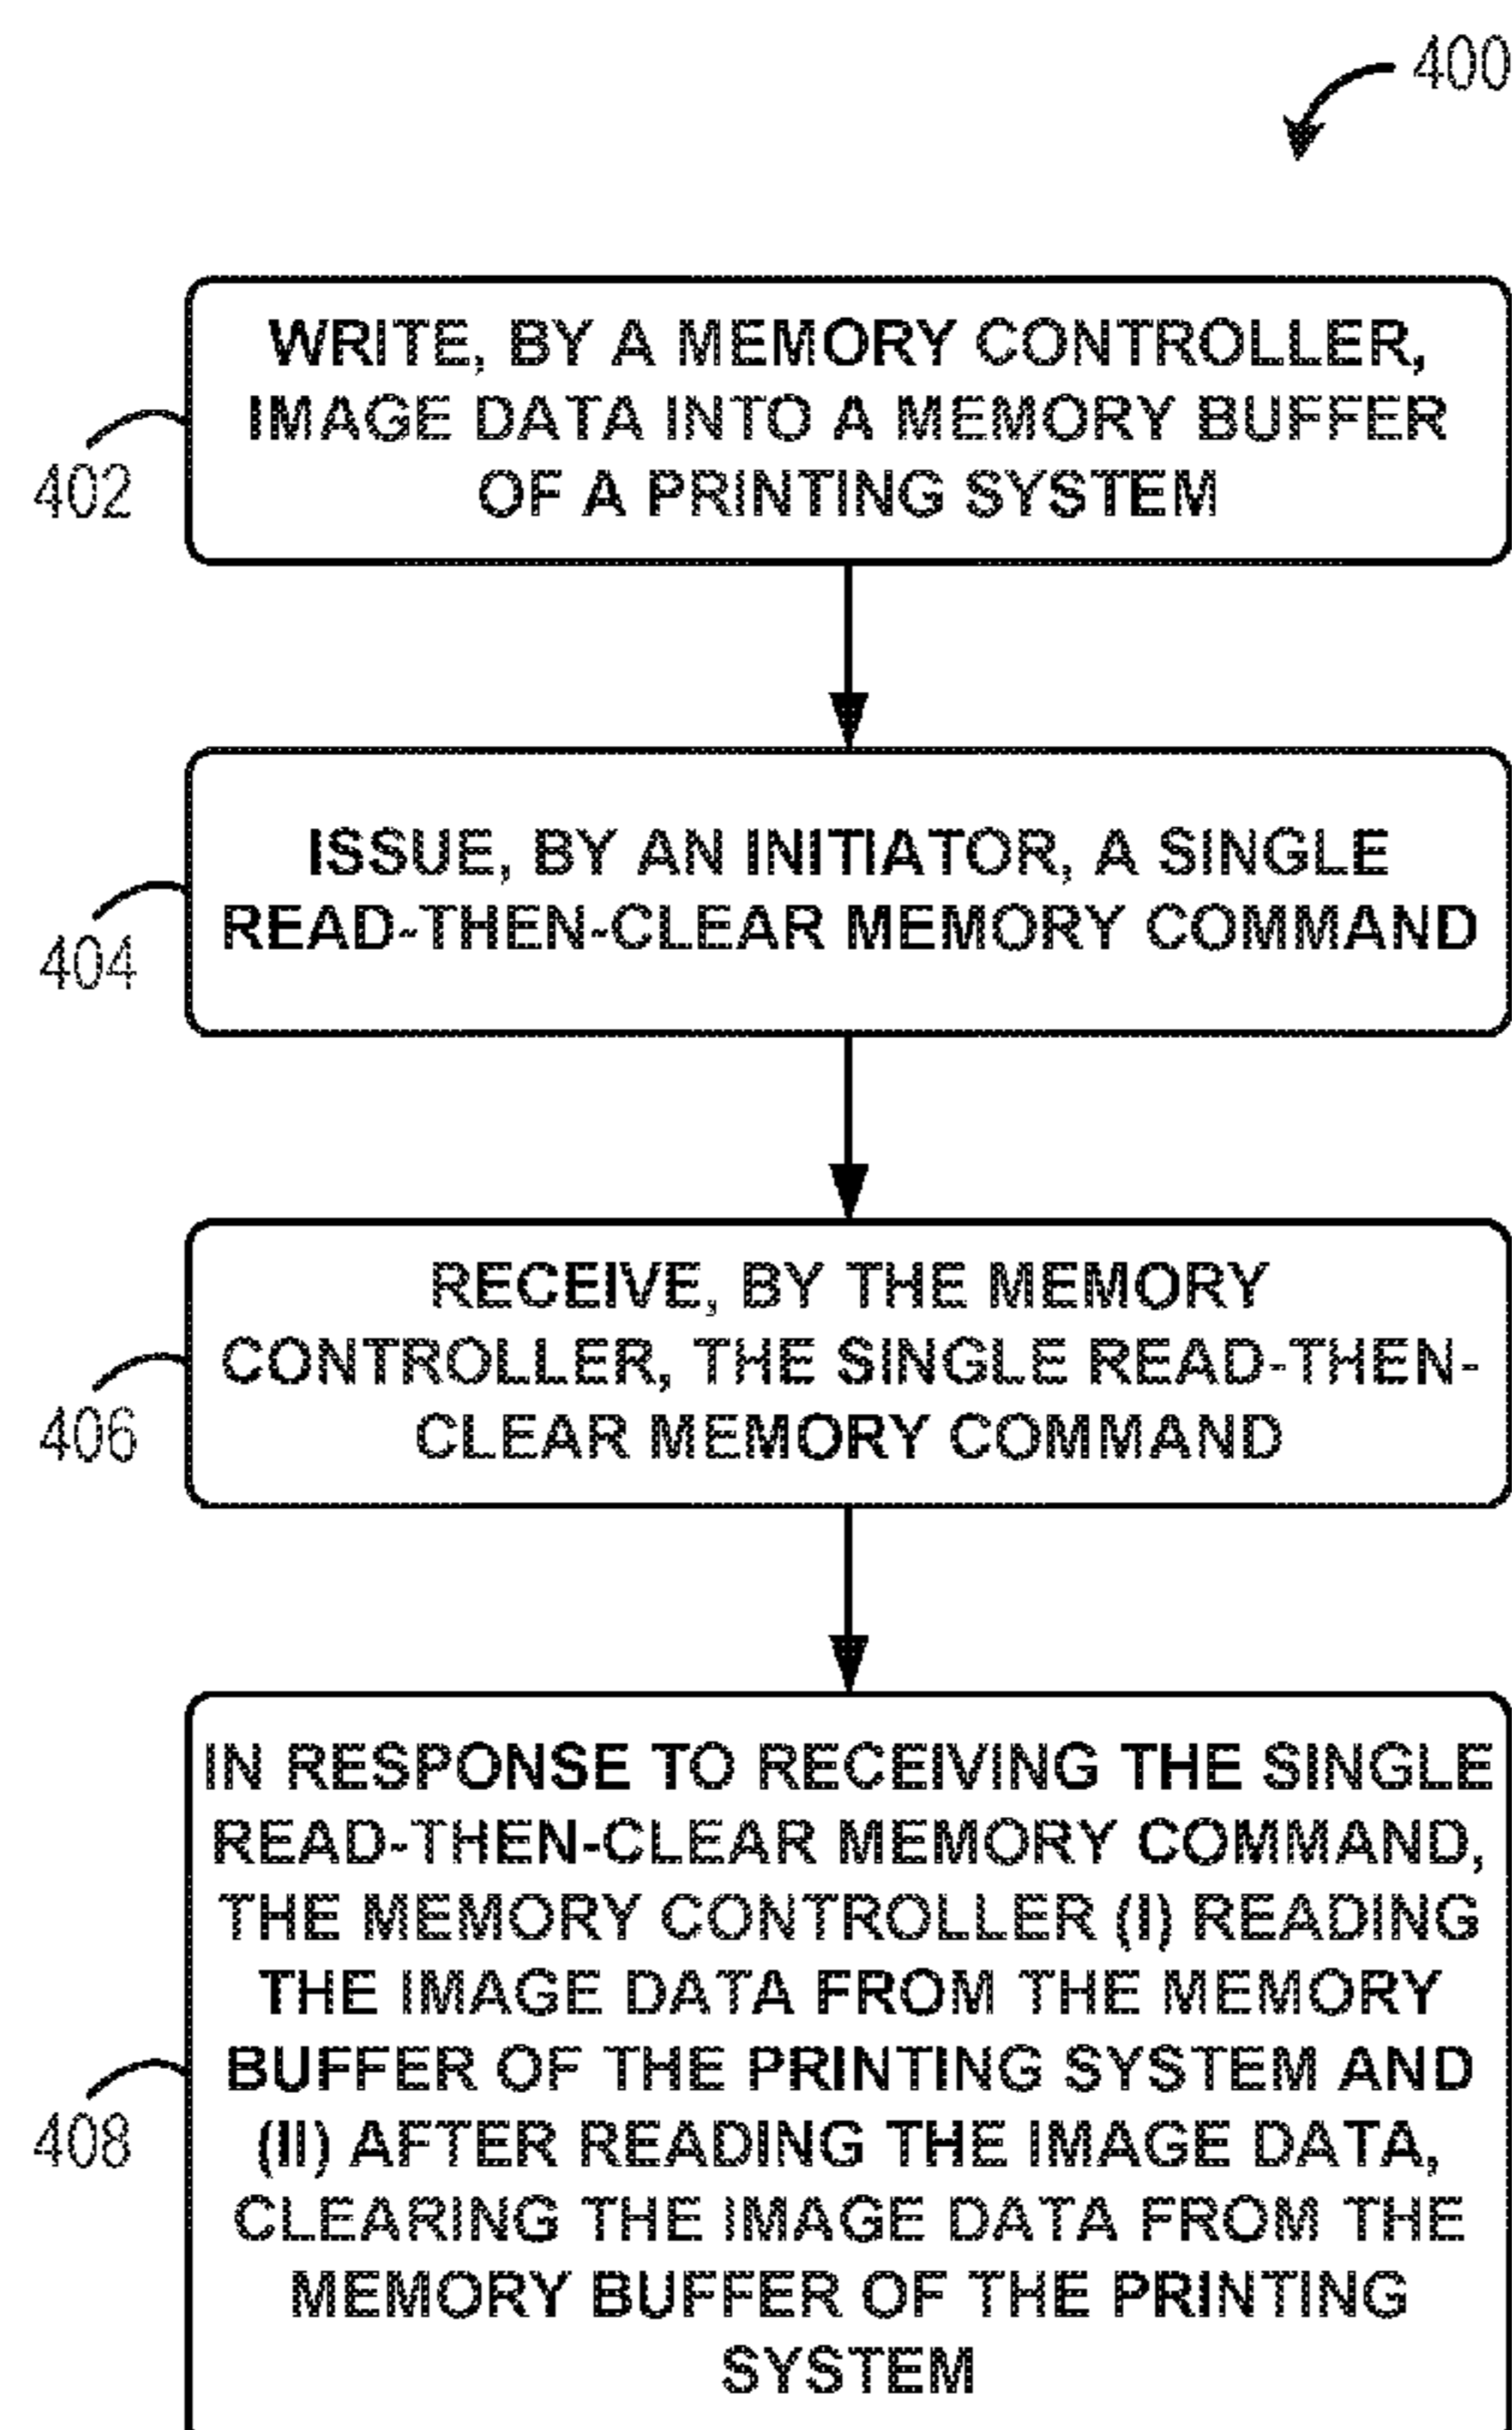 400
WRITE, BY A MEMORY CONTROLLER,
IMAGE DATA INTO A MEMORY BUFFER
OF A PRINTING SYSTEM
402
ISSUE, BY AN INITIATOR, A SINGLE
READ-THEN-CLEAR MEMORY COMMAND
404
RECEIVE, BY THE MEMORY
CONTROLLER, THE SINGLE READ-THEN-
CLEAR MEMORY COMMAND
406
IN RESPONSE TO RECEIVING THE SINGLE
READ-THEN-CLEAR MEMORY COMMAND,
THE MEMORY CONTROLLER (I) READING
THE IMAGE DATA FROM THE MEMORY
BUFFER OF THE PRINTING SYSTEM AND
(II) AFTER READING THE IMAGE DATA,
CLEARING THE IMAGE DATA FROM THE
MEMORY BUFFER OF THE PRINTING
SYSTEM
408